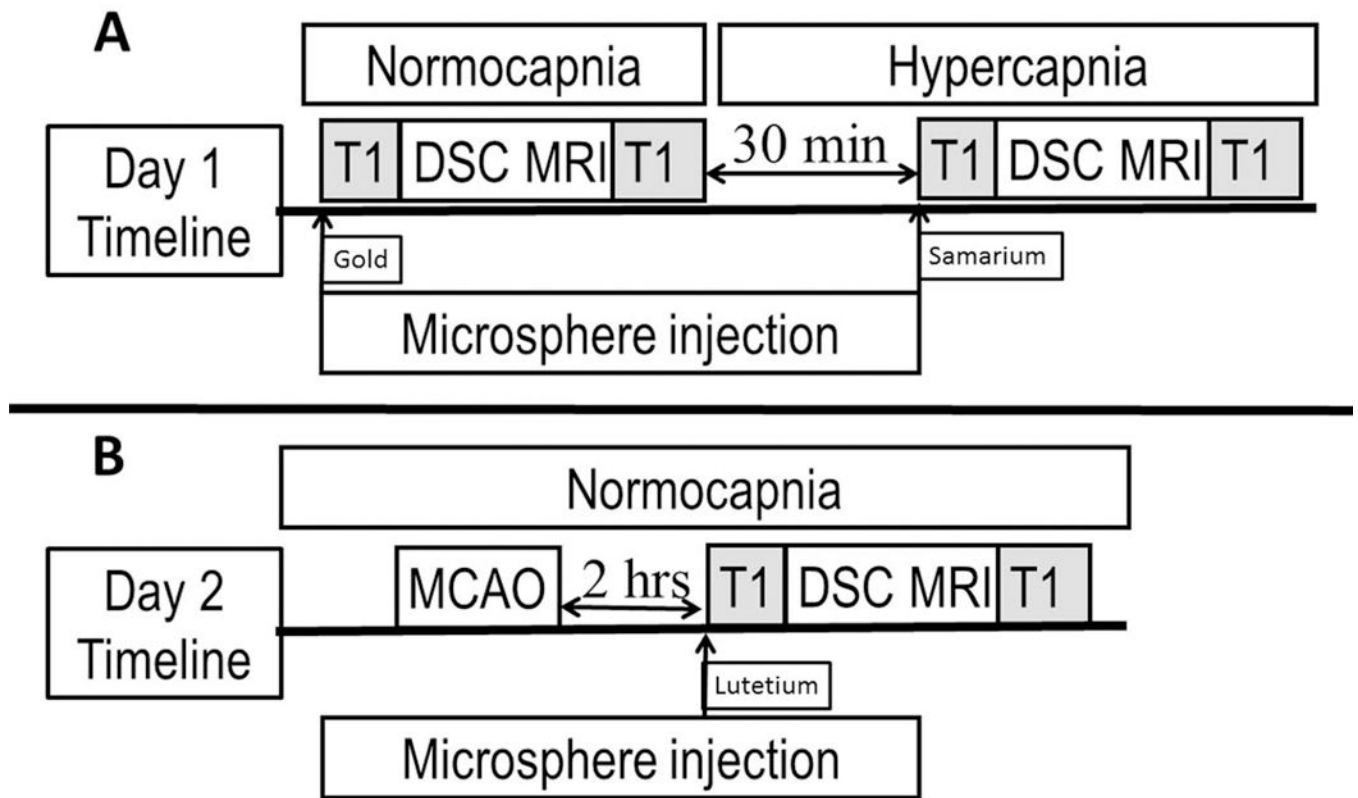 A
Normocapnia
Hypercapnia
Day 1
Timeline
T1
DSC MRI
T1
30 min
T1
DSC MRI
T1
Gold
Samarium
Microsphere injection
B
Normocapnia
Day 2
Timeline
MCAO
2 hrs
T1
DSC MRI
T1
Lutetium
Microsphere injection